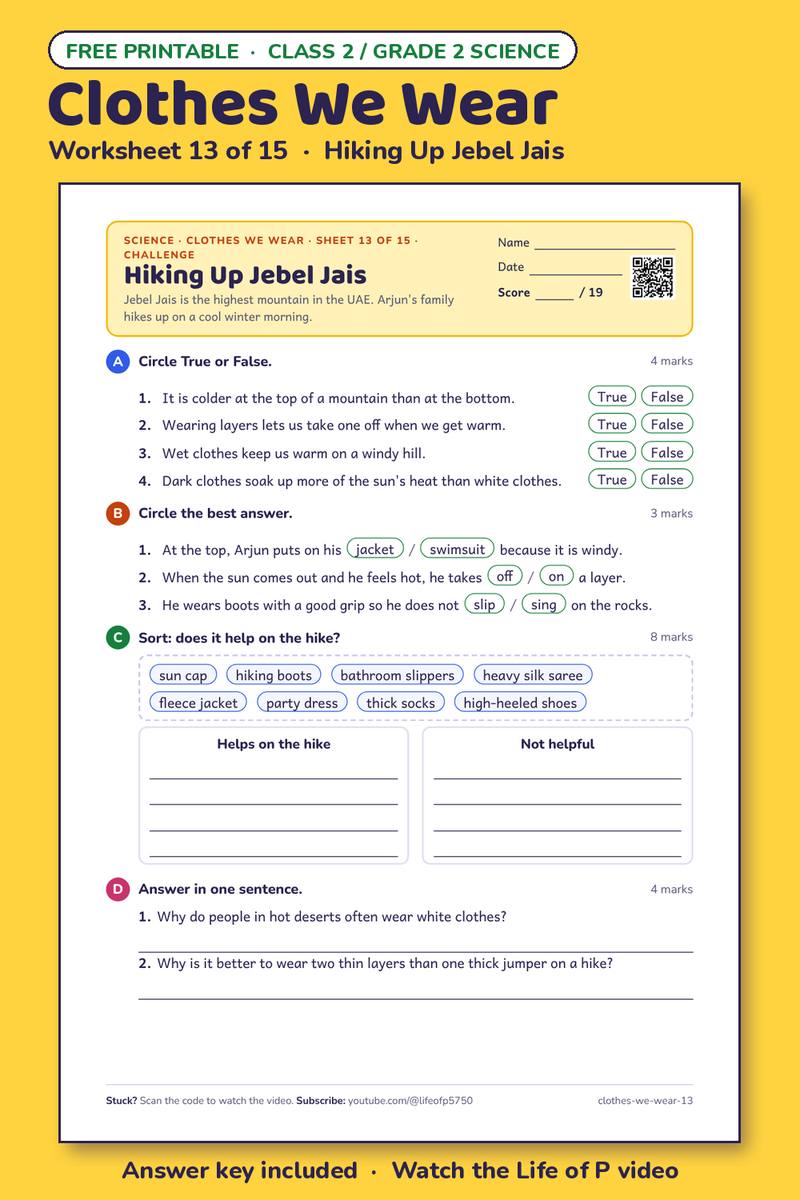 FREE PRINTABLE · CLASS 2 / GRADE 2 SCIENCE
Clothes We Wear
Worksheet 13 of 15 · Hiking Up Jebel Jais
SCIENCE · CLOTHES WE WEAR · SHEET 13 OF 15 ·
CHALLENGE
Hiking Up Jebel Jais
Jebel Jais is the highest mountain in the UAE. Arjun's family
hikes up on a cool winter morning.
Name
Date
Score / 19
A Circle True or False. 4 marks
1. It is colder at the top of a mountain than at the bottom. True False
2. Wearing layers lets us take one off when we get warm. True False
3. Wet clothes keep us warm on a windy hill. True False
4. Dark clothes soak up more of the sun's heat than white clothes. True False
B Circle the best answer. 3 marks
1. At the top, Arjun puts on his jacket / swimsuit because it is windy.
2. When the sun comes out and he feels hot, he takes off / on a layer.
3. He wears boots with a good grip so he does not slip / sing on the rocks.
C Sort: does it help on the hike? 8 marks
sun cap hiking boots bathroom slippers heavy silk saree
fleece jacket party dress thick socks high-heeled shoes
Helps on the hike Not helpful
D Answer in one sentence. 4 marks
1. Why do people in hot deserts often wear white clothes?
2. Why is it better to wear two thin layers than one thick jumper on a hike?
Stuck? Scan the code to watch the video. Subscribe: youtube.com/@lifeofp5750 clothes-we-wear-13
Answer key included · Watch the Life of P video